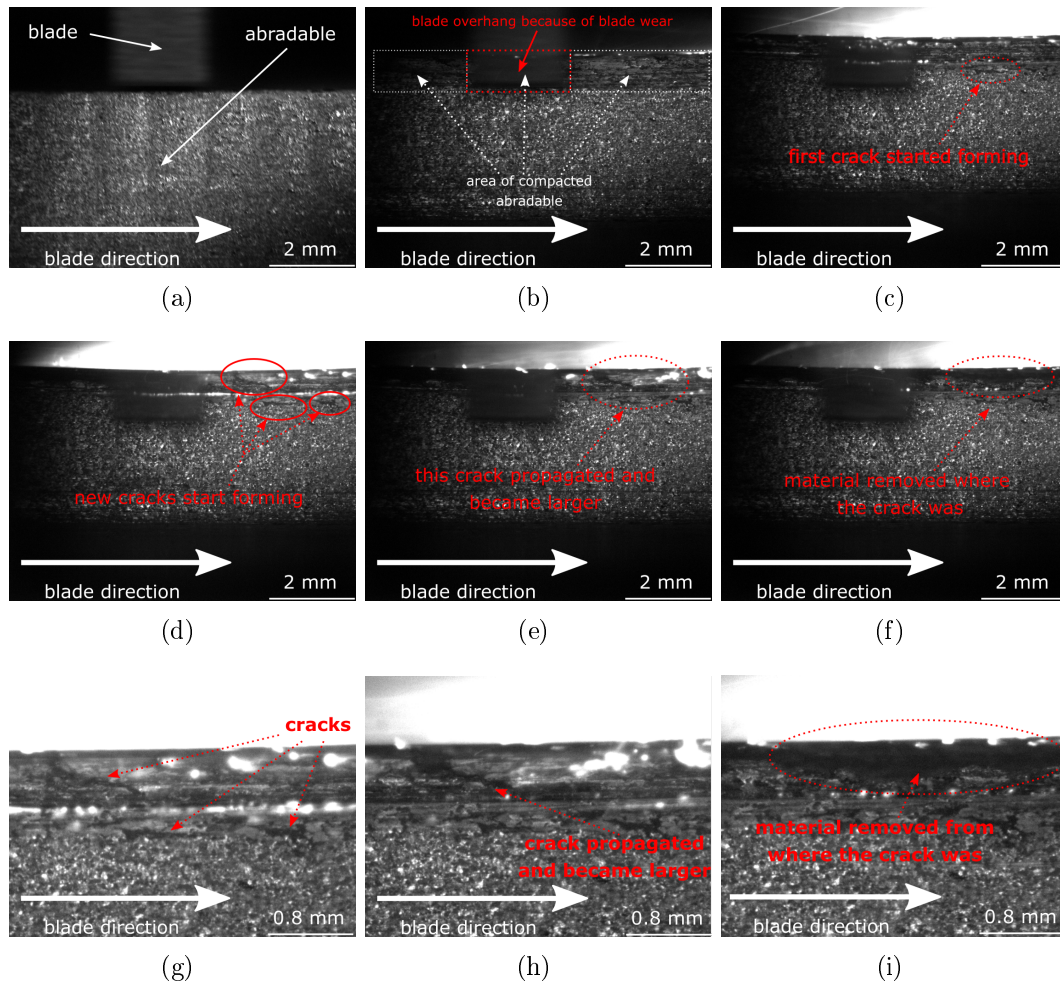 blade
abradable
blade direction
2 mm
(a)
blade overhang because of blade wear
area of compacted
abradable
blade direction
2 mm
(b)
first crack started forming
blade direction
2 mm
(c)
new cracks start forming
blade direction
2 mm
(d)
this crack propagated and
became larger
blade direction
2 mm
(e)
material removed where
the crack was
blade direction
2 mm
(f)
cracks
blade direction
0.8 mm
(g)
crack propagated
and became larger
blade direction
0.8 mm
(h)
material removed from
where the crack was
blade direction
0.8 mm
(i)